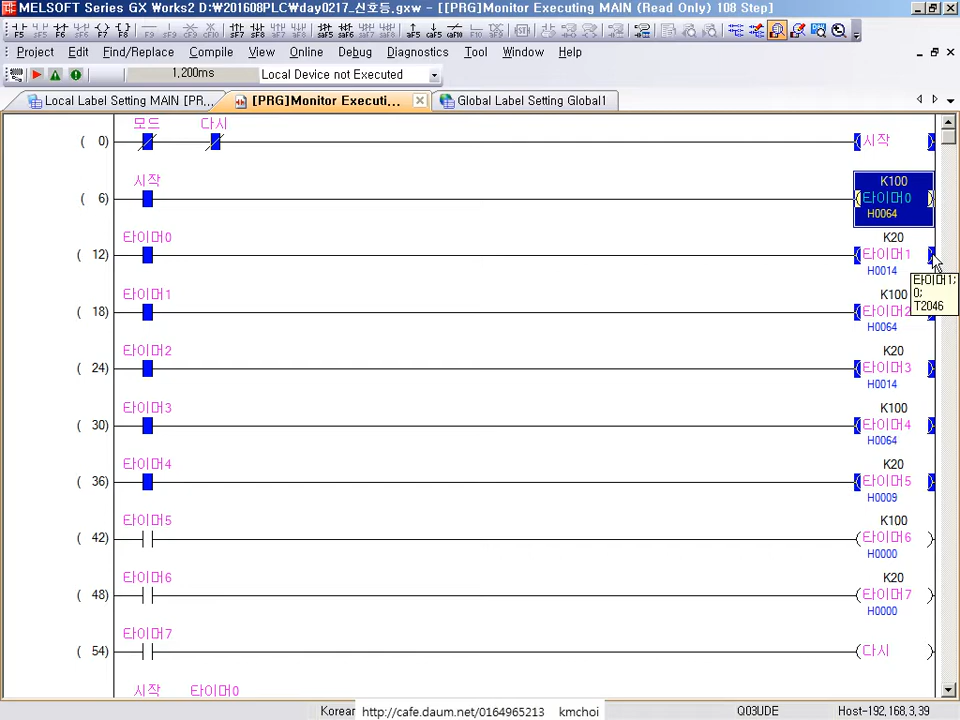 MELSOFT Series GX Works2 D:\201608PLC\day0217_신호등.gxw - [[PRG]Monitor Executing MAIN (Read Only) 108 Step]
Project Edit Find/Replace Compile View Online Debug Diagnostics Tool Window Help
1,200ms Local Device not Executed
Local Label Setting MAIN [PR... [PRG]Monitor Executi... Global Label Setting Global1
모드 다시
( 0) 시작
시작 K100
( 6) 타이머0
H0064
타이머0 K20
( 12) 타이머1
H0014
타이머1;
0;
T2046
타이머1 K100
( 18) 타이머2
H0064
타이머2 K20
( 24) 타이머3
H0014
타이머3 K100
( 30) 타이머4
H0064
타이머4 K20
( 36) 타이머5
H0009
타이머5 K100
( 42) 타이머6
H0000
타이머6 K20
( 48) 타이머7
H0000
타이머7
( 54) 다시
시작 타이머0
Korean http://cafe.daum.net/0164965213 kmchoi Q03UDE Host-192,168,3,39